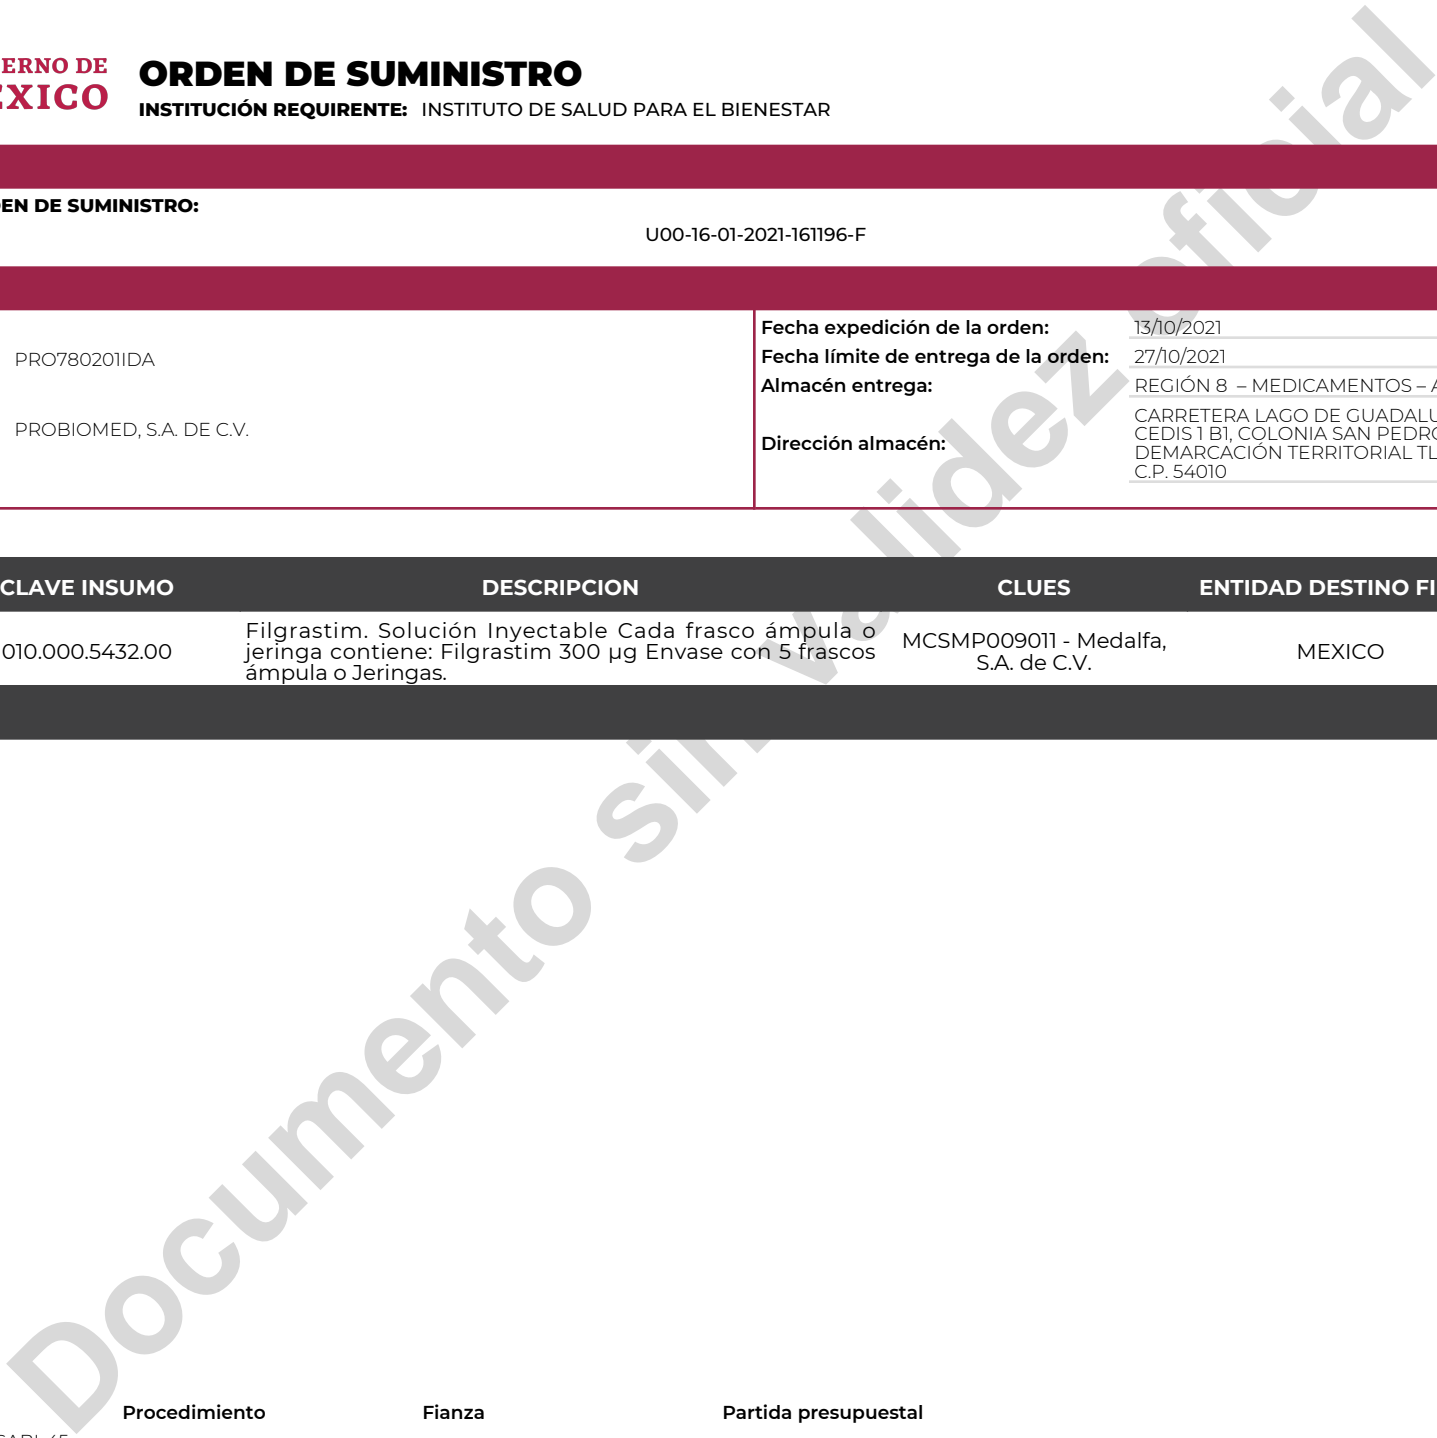 ERNO DE
EXICO
ORDEN DE SUMINISTRO
INSTITUCIÓN REQUIRENTE: INSTITUTO DE SALUD PARA EL BIENESTAR
EN DE SUMINISTRO:
U00-16-01-2021-161196-F
PRO780201IDA
PROBIOMED, S.A. DE C.V.
Fecha expedición de la orden: 13/10/2021
Fecha límite de entrega de la orden: 27/10/2021
Almacén entrega: REGIÓN 8 – MEDICAMENTOS – A
Dirección almacén:
CARRETERA LAGO DE GUADALU
CEDIS 1 B1, COLONIA SAN PEDRO
DEMARCACIÓN TERRITORIAL TL
C.P. 54010
CLAVE INSUMO DESCRIPCION CLUES ENTIDAD DESTINO FI
010.000.5432.00
Filgrastim. Solución Inyectable Cada frasco ámpula o
jeringa contiene: Filgrastim 300 µg Envase con 5 frascos
ámpula o Jeringas.
MCSMP009011 - Medalfa,
S.A. de C.V.
MEXICO
Documento sin validez oficial
Procedimiento Fianza Partida presupuestal